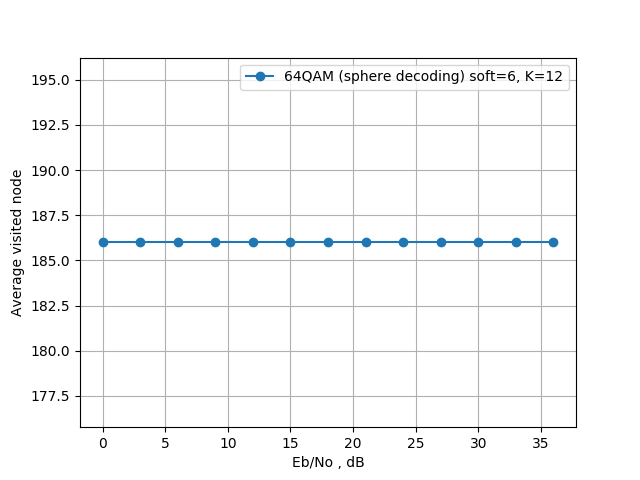 64QAM (sphere decoding) soft=6, K=12
195.0
192.5
190.0
187.5
185.0
182.5
180.0
177.5
Average visited node
0 5 10 15 20 25 30 35
Eb/No , dB